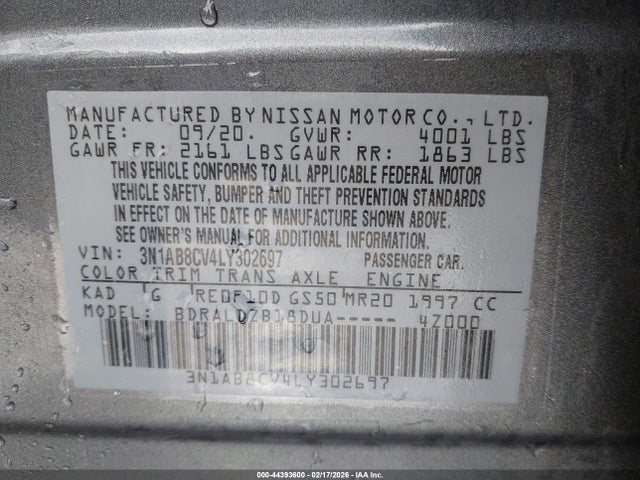 MANUFACTURED BY NISSAN MOTOR CO., LTD.
DATE: 09/20. GVWR: 4001 LBS
GAWR FR: 2161 LBS GAWR RR: 1863 LBS
THIS VEHICLE CONFORMS TO ALL APPLICABLE FEDERAL MOTOR
VEHICLE SAFETY, BUMPER AND THEFT PREVENTION STANDARDS
IN EFFECT ON THE DATE OF MANUFACTURE SHOWN ABOVE.
SEE OWNER'S MANUAL FOR ADDITIONAL INFORMATION
VIN: 3N1AB8CV4LY302697 PASSENGER CAR.
COLOR TRIM TRANS AXLE ENGINE
KAD G RE0F10D GS50 MR20 1997 CC
MODEL: BDRALDZB18DUA----- 4Z000
3N1AB8CV4LY302697
000-44393600 - 02/17/2026 - IAA Inc.